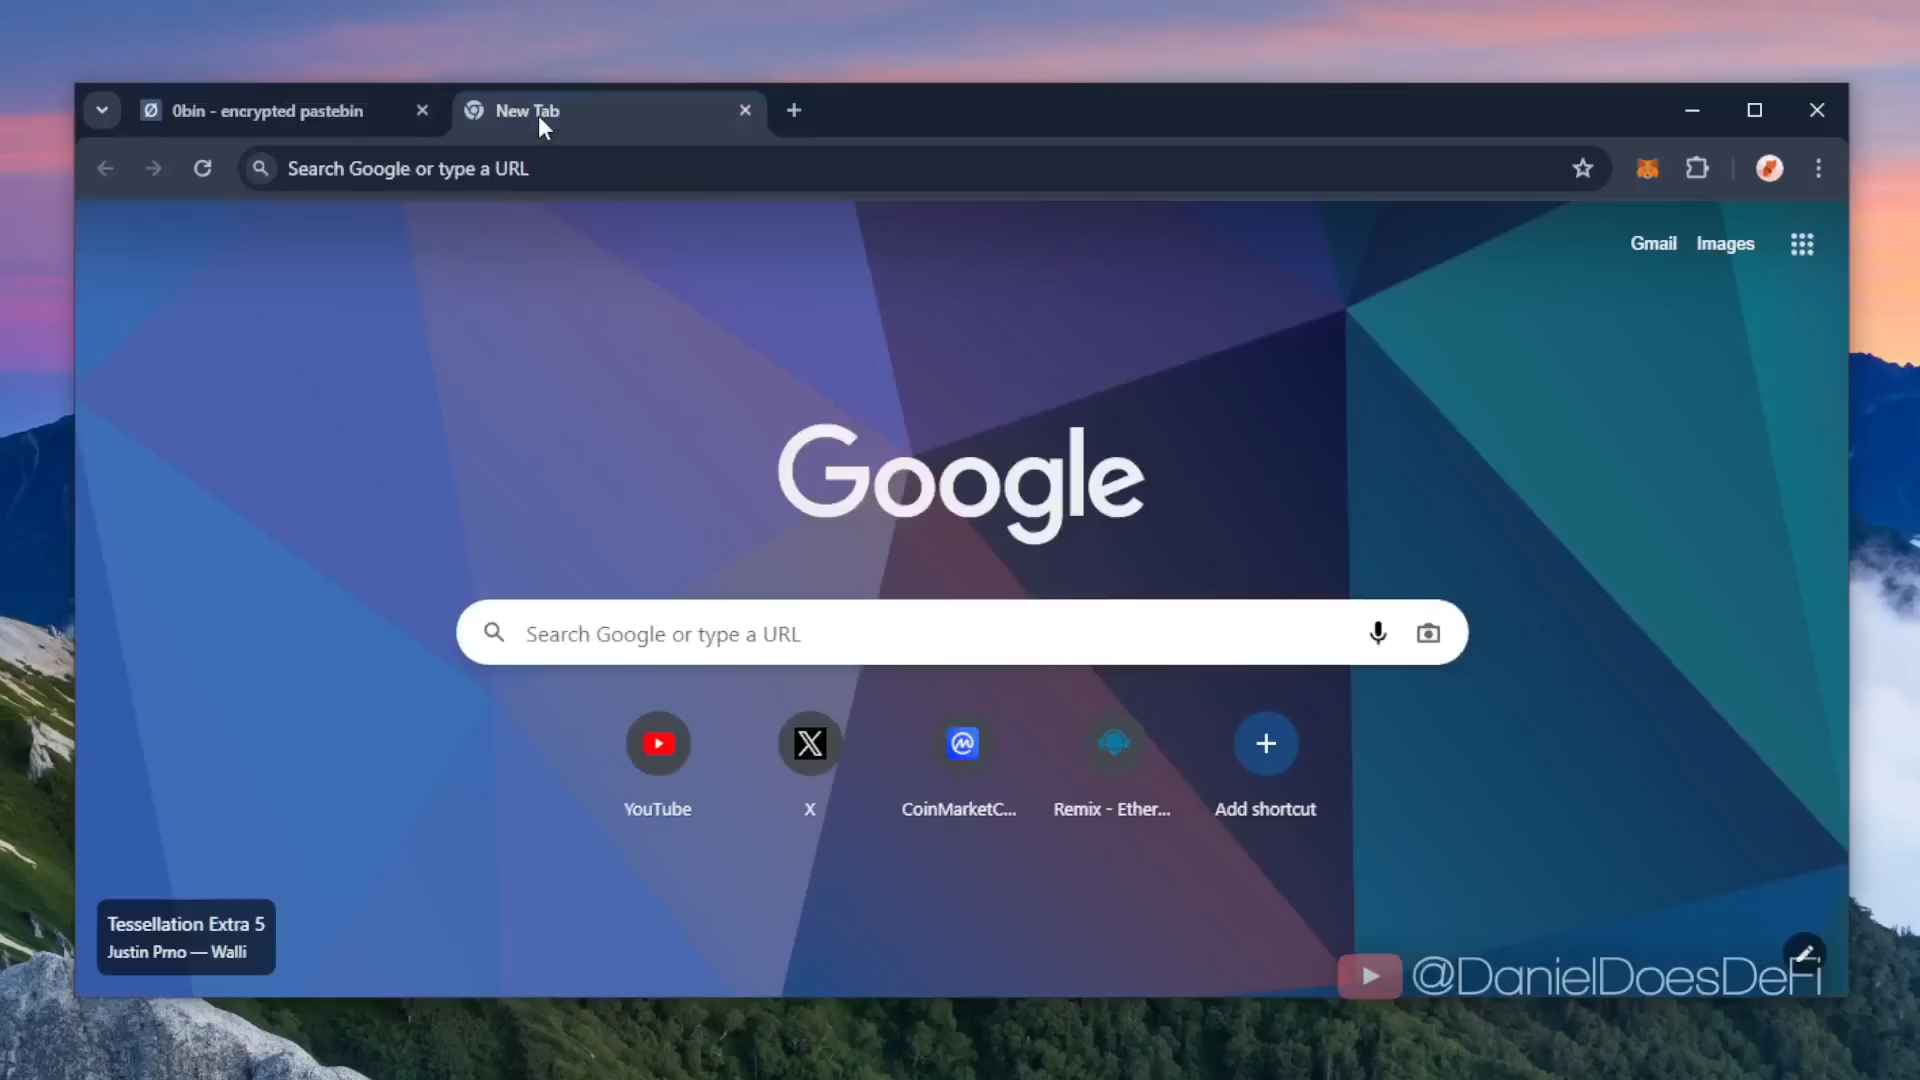 0bin - encrypted pastebin
New Tab
Search Google or type a URL
Gmail
Images
Google
Search Google or type a URL
YouTube
X
CoinMarketC...
Remix - Ether...
Add shortcut
Tessellation Extra 5
Justin Prno — Walli
@DanielDoesDeFi